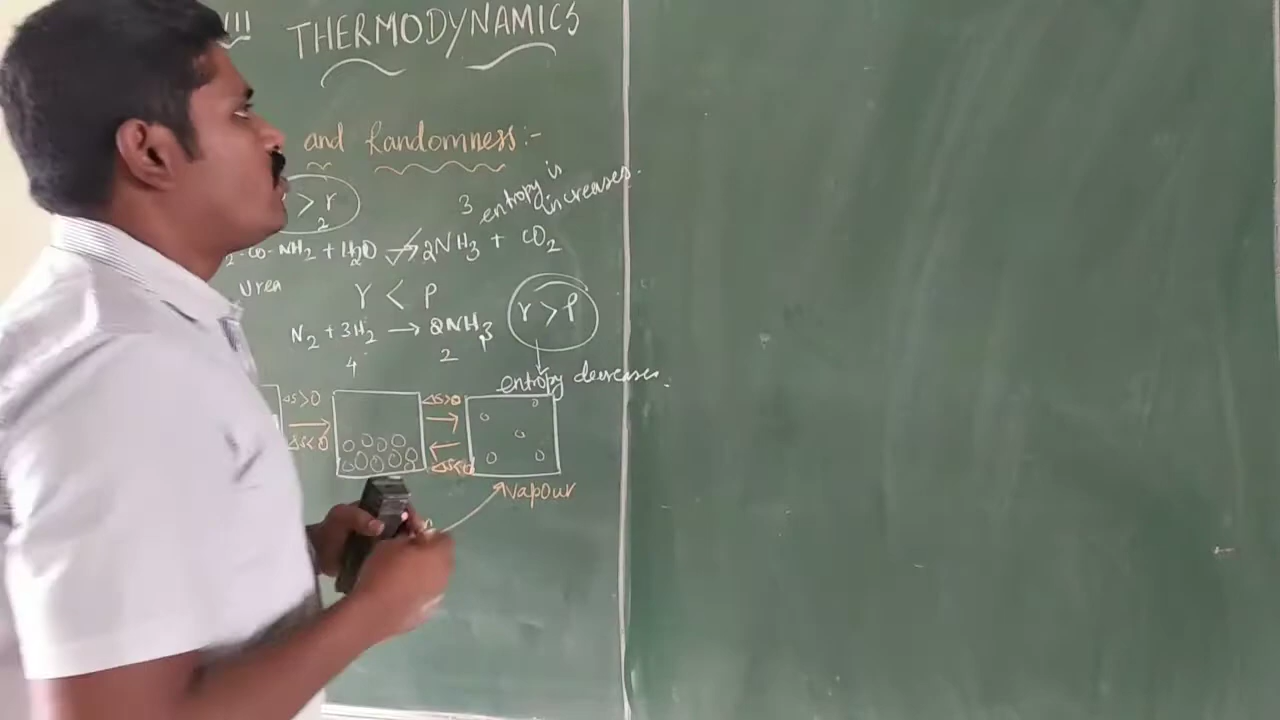 III THERMODYNAMICS
and Randomness:-
> r
2
3 entropy is increases.
2-CO-NH2 + H2O → 2NH3 + CO2
Urea
r < P
r > P
N2 + 3H2 → 2NH3
4 2
entropy decreases.
ΔS>0 ΔS>0
ΔS<0 ΔS<0
Vapour